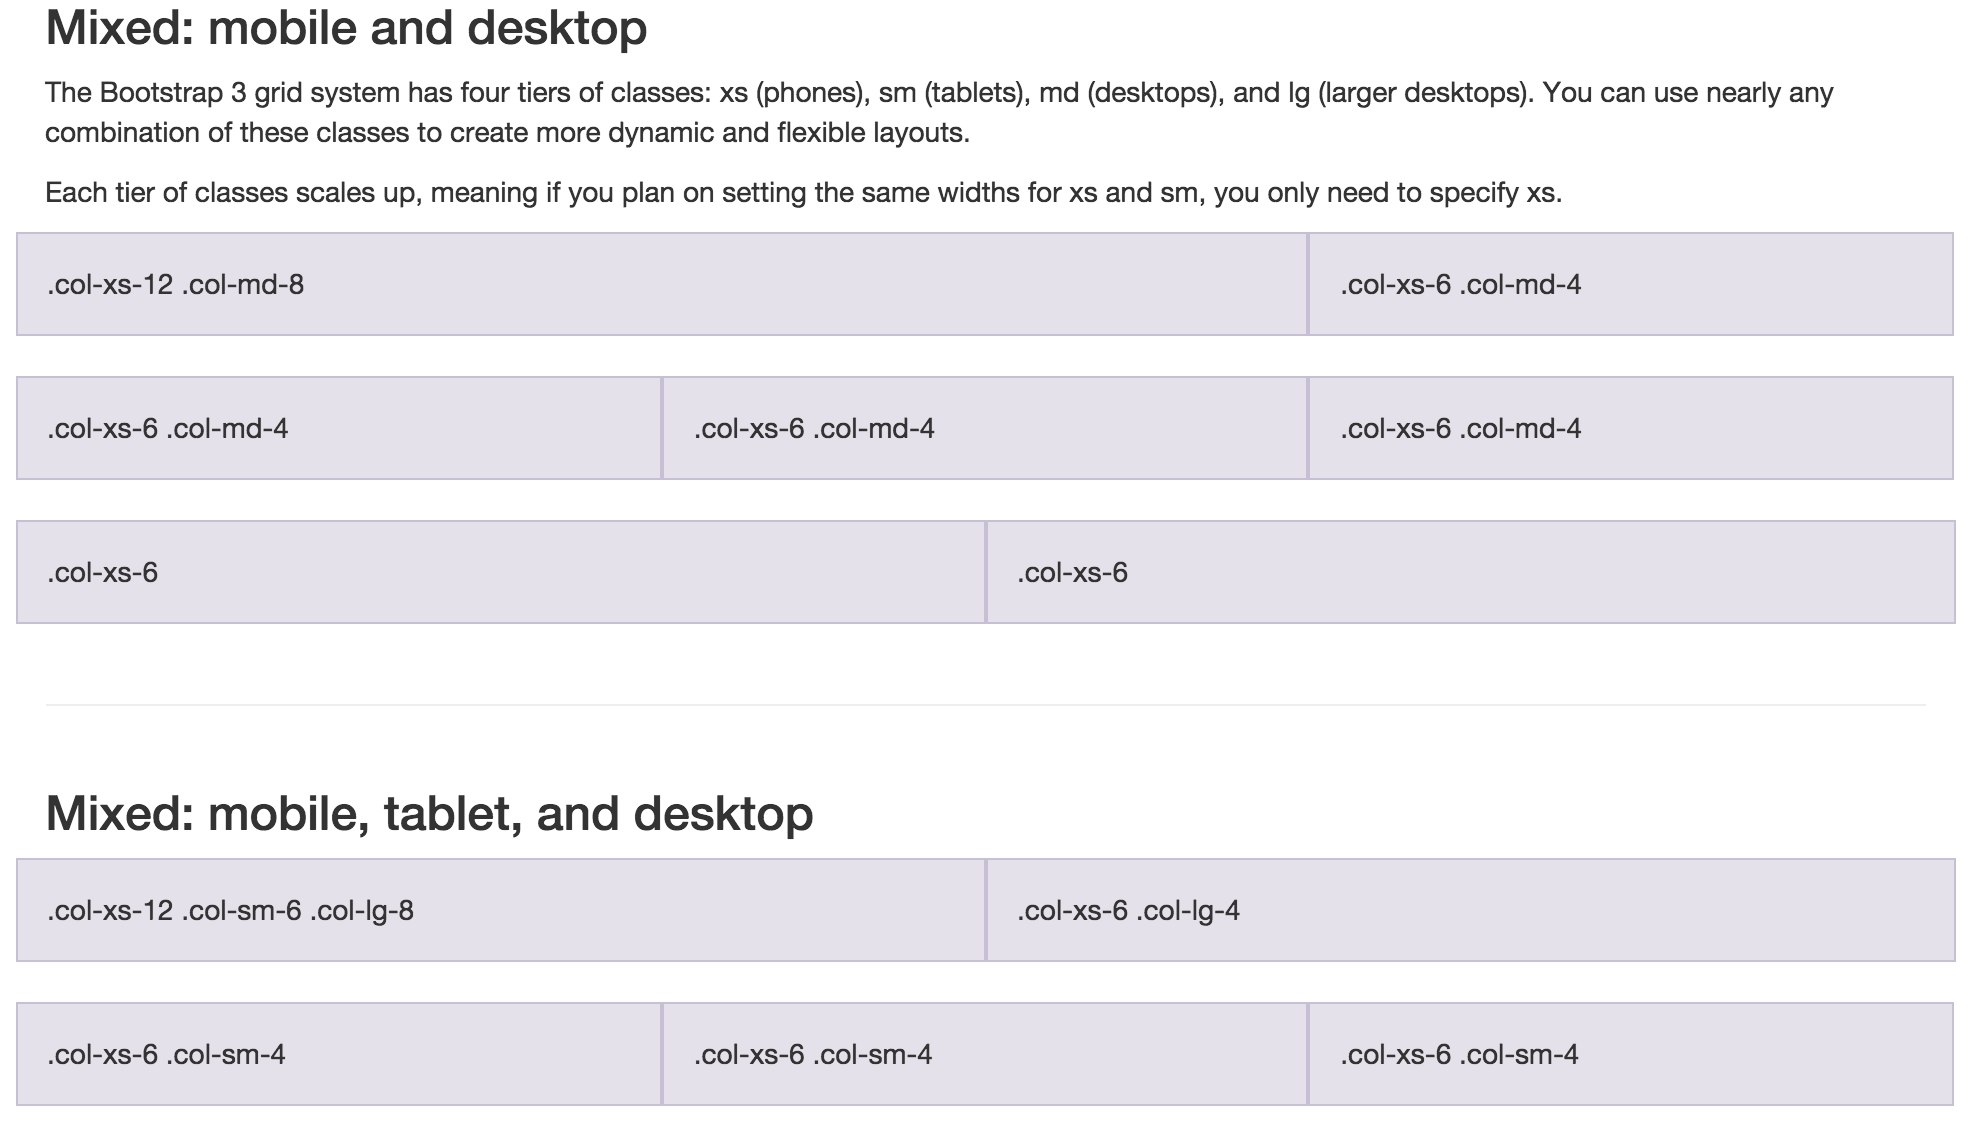 Mixed: mobile and desktop
The Bootstrap 3 grid system has four tiers of classes: xs (phones), sm (tablets), md (desktops), and lg (larger desktops). You can use nearly any
combination of these classes to create more dynamic and flexible layouts.
Each tier of classes scales up, meaning if you plan on setting the same widths for xs and sm, you only need to specify xs.
.col-xs-12 .col-md-8
.col-xs-6 .col-md-4
.col-xs-6 .col-md-4
.col-xs-6 .col-md-4
.col-xs-6 .col-md-4
.col-xs-6
.col-xs-6
Mixed: mobile, tablet, and desktop
.col-xs-12 .col-sm-6 .col-lg-8
.col-xs-6 .col-lg-4
.col-xs-6 .col-sm-4
.col-xs-6 .col-sm-4
.col-xs-6 .col-sm-4